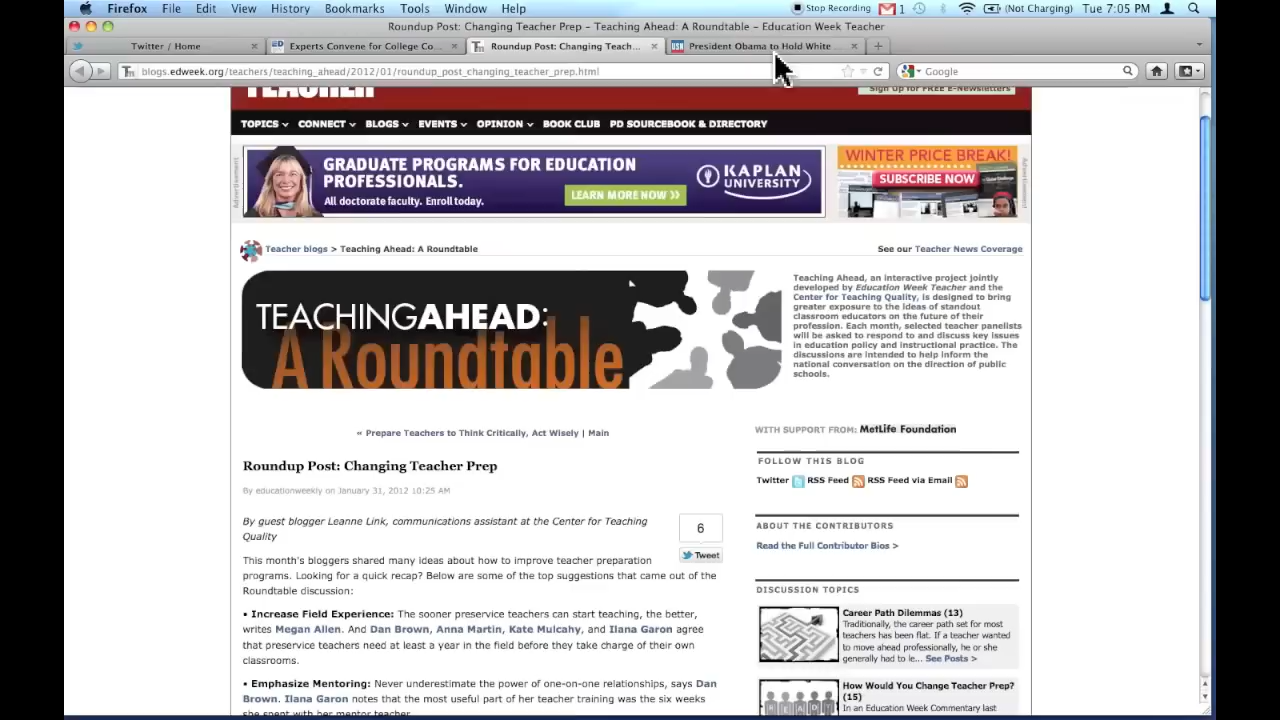 Firefox File Edit View History Bookmarks Tools Window Help Stop Recording 1 (Not Charging) Tue 7:05 PM
Roundup Post: Changing Teacher Prep – Teaching Ahead: A Roundtable – Education Week Teacher
Twitter / Home Experts Convene for College Co... Roundup Post: Changing Teach... President Obama to Hold White ...
blogs.edweek.org/teachers/teaching_ahead/2012/01/roundup_post_changing_teacher_prep.html Google
TEACHER Sign Up for FREE E-Newsletters
TOPICS CONNECT BLOGS EVENTS OPINION BOOK CLUB PD SOURCEBOOK & DIRECTORY
Advertisement
GRADUATE PROGRAMS FOR EDUCATION
PROFESSIONALS.
All doctorate faculty. Enroll today.
LEARN MORE NOW >>
KAPLAN
UNIVERSITY
WINTER PRICE BREAK!
SUBSCRIBE NOW
Advertisement
Teacher blogs > Teaching Ahead: A Roundtable
See our Teacher News Coverage
TEACHINGAHEAD:
A Roundtable
Teaching Ahead, an interactive project jointly
developed by Education Week Teacher and the
Center for Teaching Quality, is designed to bring
greater exposure to the ideas of standout
classroom educators on the future of their
profession. Each month, selected teacher panelists
will be asked to respond to and discuss key issues
in education policy and instructional practice. The
discussions are intended to help inform the
national conversation on the direction of public
schools.
« Prepare Teachers to Think Critically, Act Wisely | Main
Roundup Post: Changing Teacher Prep
By educationweekly on January 31, 2012 10:25 AM
By guest blogger Leanne Link, communications assistant at the Center for Teaching
Quality
6
Tweet
This month's bloggers shared many ideas about how to improve teacher preparation
programs. Looking for a quick recap? Below are some of the top suggestions that came out of the
Roundtable discussion:
• Increase Field Experience: The sooner preservice teachers can start teaching, the better,
writes Megan Allen. And Dan Brown, Anna Martin, Kate Mulcahy, and Ilana Garon agree
that preservice teachers need at least a year in the field before they take charge of their own
classrooms.
• Emphasize Mentoring: Never underestimate the power of one-on-one relationships, says Dan
Brown. Ilana Garon notes that the most useful part of her teacher training was the six weeks
she spent with her mentor teacher.
WITH SUPPORT FROM: MetLife Foundation
FOLLOW THIS BLOG
Twitter RSS Feed RSS Feed via Email
ABOUT THE CONTRIBUTORS
Read the Full Contributor Bios >
DISCUSSION TOPICS
Career Path Dilemmas (13)
Traditionally, the career path set for most
teachers has been flat. If a teacher wanted
to move ahead professionally, he or she
generally had to le... See Posts >
How Would You Change Teacher Prep?
(15)
In an Education Week Commentary last